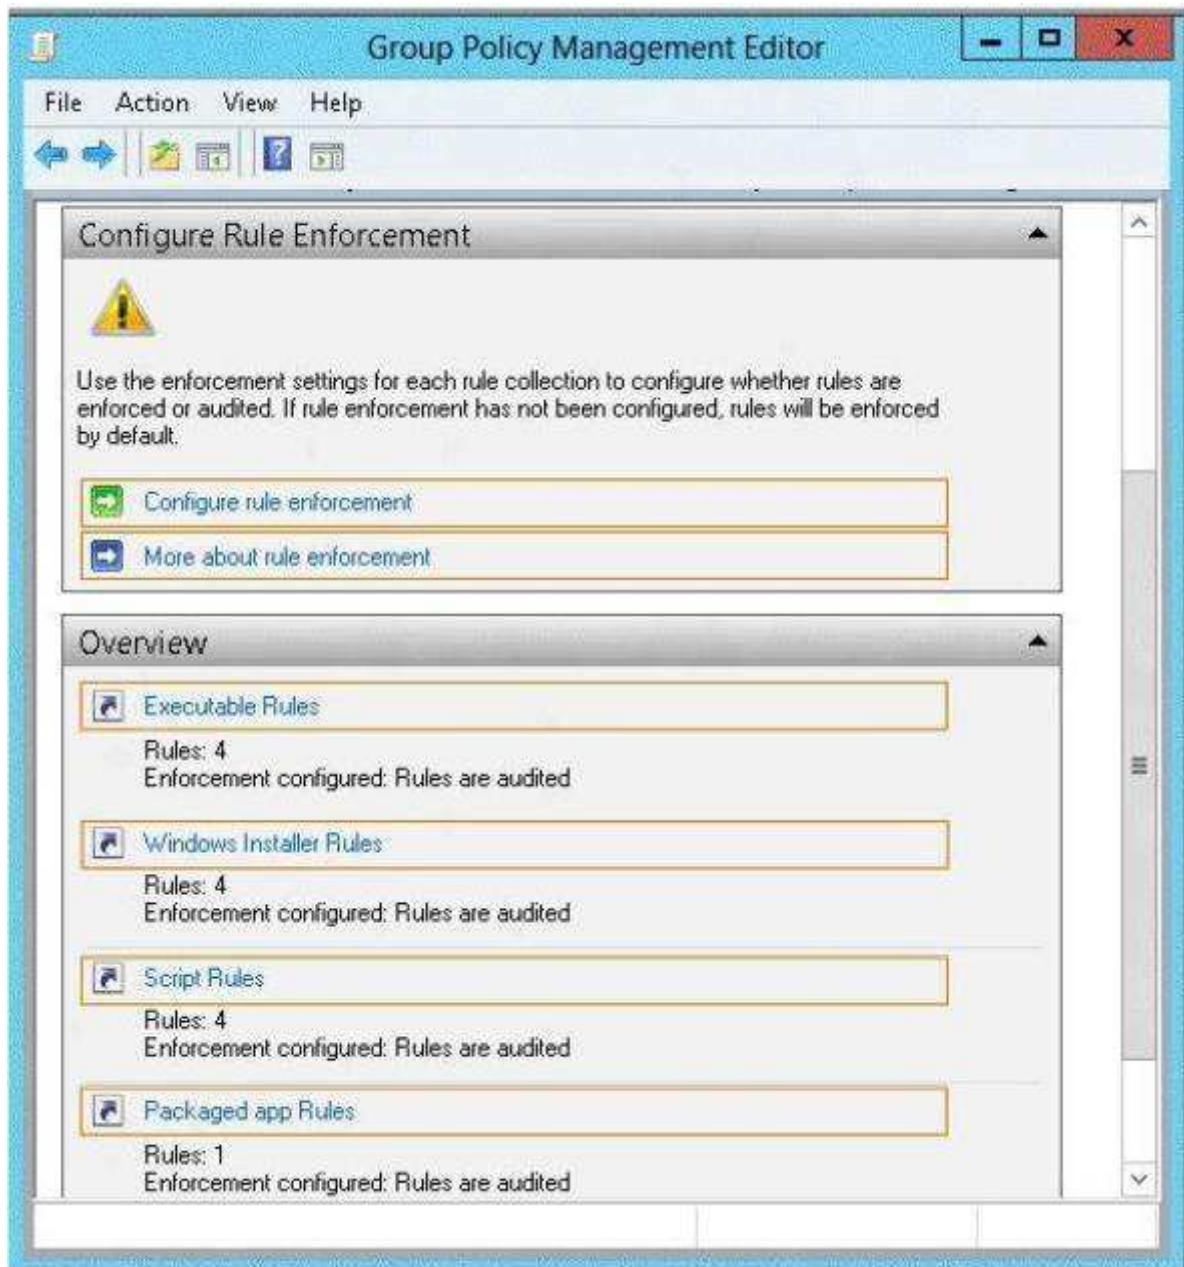 Group Policy Management Editor
File Action View Help
Configure Rule Enforcement
Use the enforcement settings for each rule collection to configure whether rules are
enforced or audited. If rule enforcement has not been configured, rules will be enforced
by default.
Configure rule enforcement
More about rule enforcement
Overview
Executable Rules
Rules: 4
Enforcement configured: Rules are audited
Windows Installer Rules
Rules: 4
Enforcement configured: Rules are audited
Script Rules
Rules: 4
Enforcement configured: Rules are audited
Packaged app Rules
Rules: 1
Enforcement configured: Rules are audited